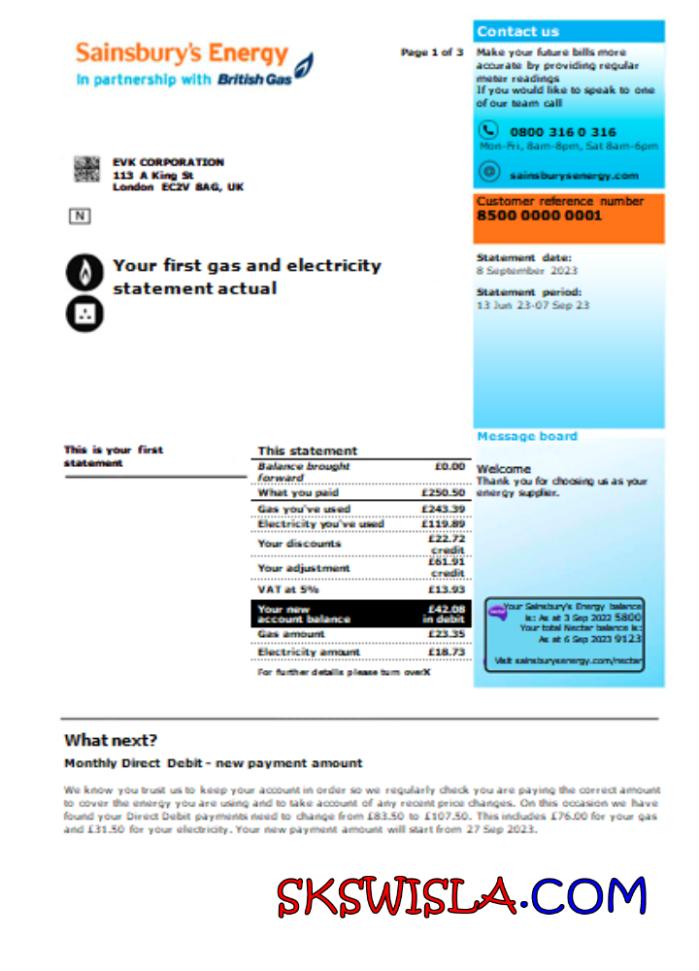 Sainsbury's Energy
In partnership with British Gas
Page 1 of 3
Contact us
Make your future bills more
accurate by providing regular
meter readings
If you would like to speak to one
of our team call
0800 316 0 316
Mon-Fri, 8am-8pm, Sat 8am-6pm
@ sainsburysenergy.com
EVK CORPORATION
113 A King St
London EC2V 8AG, UK
N
Customer reference number
8500 0000 0001
Your first gas and electricity
statement actual
Statement date:
8 September 2023
Statement period:
13 Jun 23-07 Sep 23
This is your first
statement
This statement
Balance brought
forward £0.00
What you paid £250.50
Gas you've used £243.39
Electricity you've used £119.89
Your discounts £22.72
credit
Your adjustment £61.91
credit
VAT at 5% £13.93
Your new £42.08
account balance in debit
Gas amount £23.35
Electricity amount £18.73
For further details please turn overX
Message board
Welcome
Thank you for choosing us as your
energy supplier.
nectar
Your Sainsbury's Energy balance
is: As at 3 Sep 2022 5800
Your total Nectar balance is:
As at 6 Sep 2023 9123
Visit sainsburysenergy.com/nectar
What next?
Monthly Direct Debit - new payment amount
We know you trust us to keep your account in order so we regularly check you are paying the correct amount
to cover the energy you are using and to take account of any recent price changes. On this occasion we have
found your Direct Debit payments need to change from £83.50 to £107.50. This includes £76.00 for your gas
and £31.50 for your electricity. Your new payment amount will start from 27 Sep 2023.
SKSWISLA.COM